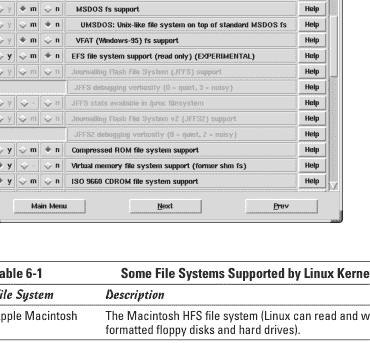 y m n MSDOS fs support Help
y m n UMSDOS: Unix-like file system on top of standard MSDOS fs Help
y m n VFAT (Windows-95) fs support Help
y m n EFS file system support (read only) (EXPERIMENTAL) Help
y m n Journalling Flash File System (JFFS) support Help
JFFS debugging verbosity (0 = quiet, 3 = noisy) Help
y - n JFFS stats available in /proc filesystem Help
y m n Journalling Flash File System v2 (JFFS2) support Help
JFFS2 debugging verbosity (0 = quiet, 2 = noisy) Help
y m n Compressed ROM file system support Help
y - n Virtual memory file system support (former shm fs) Help
y m n ISO 9660 CDROM file system support Help
Main Menu Next Prev
able 6-1 Some File Systems Supported by Linux Kerne
ile System Description
pple Macintosh The Macintosh HFS file system (Linux can read and w
formatted floppy disks and hard drives).